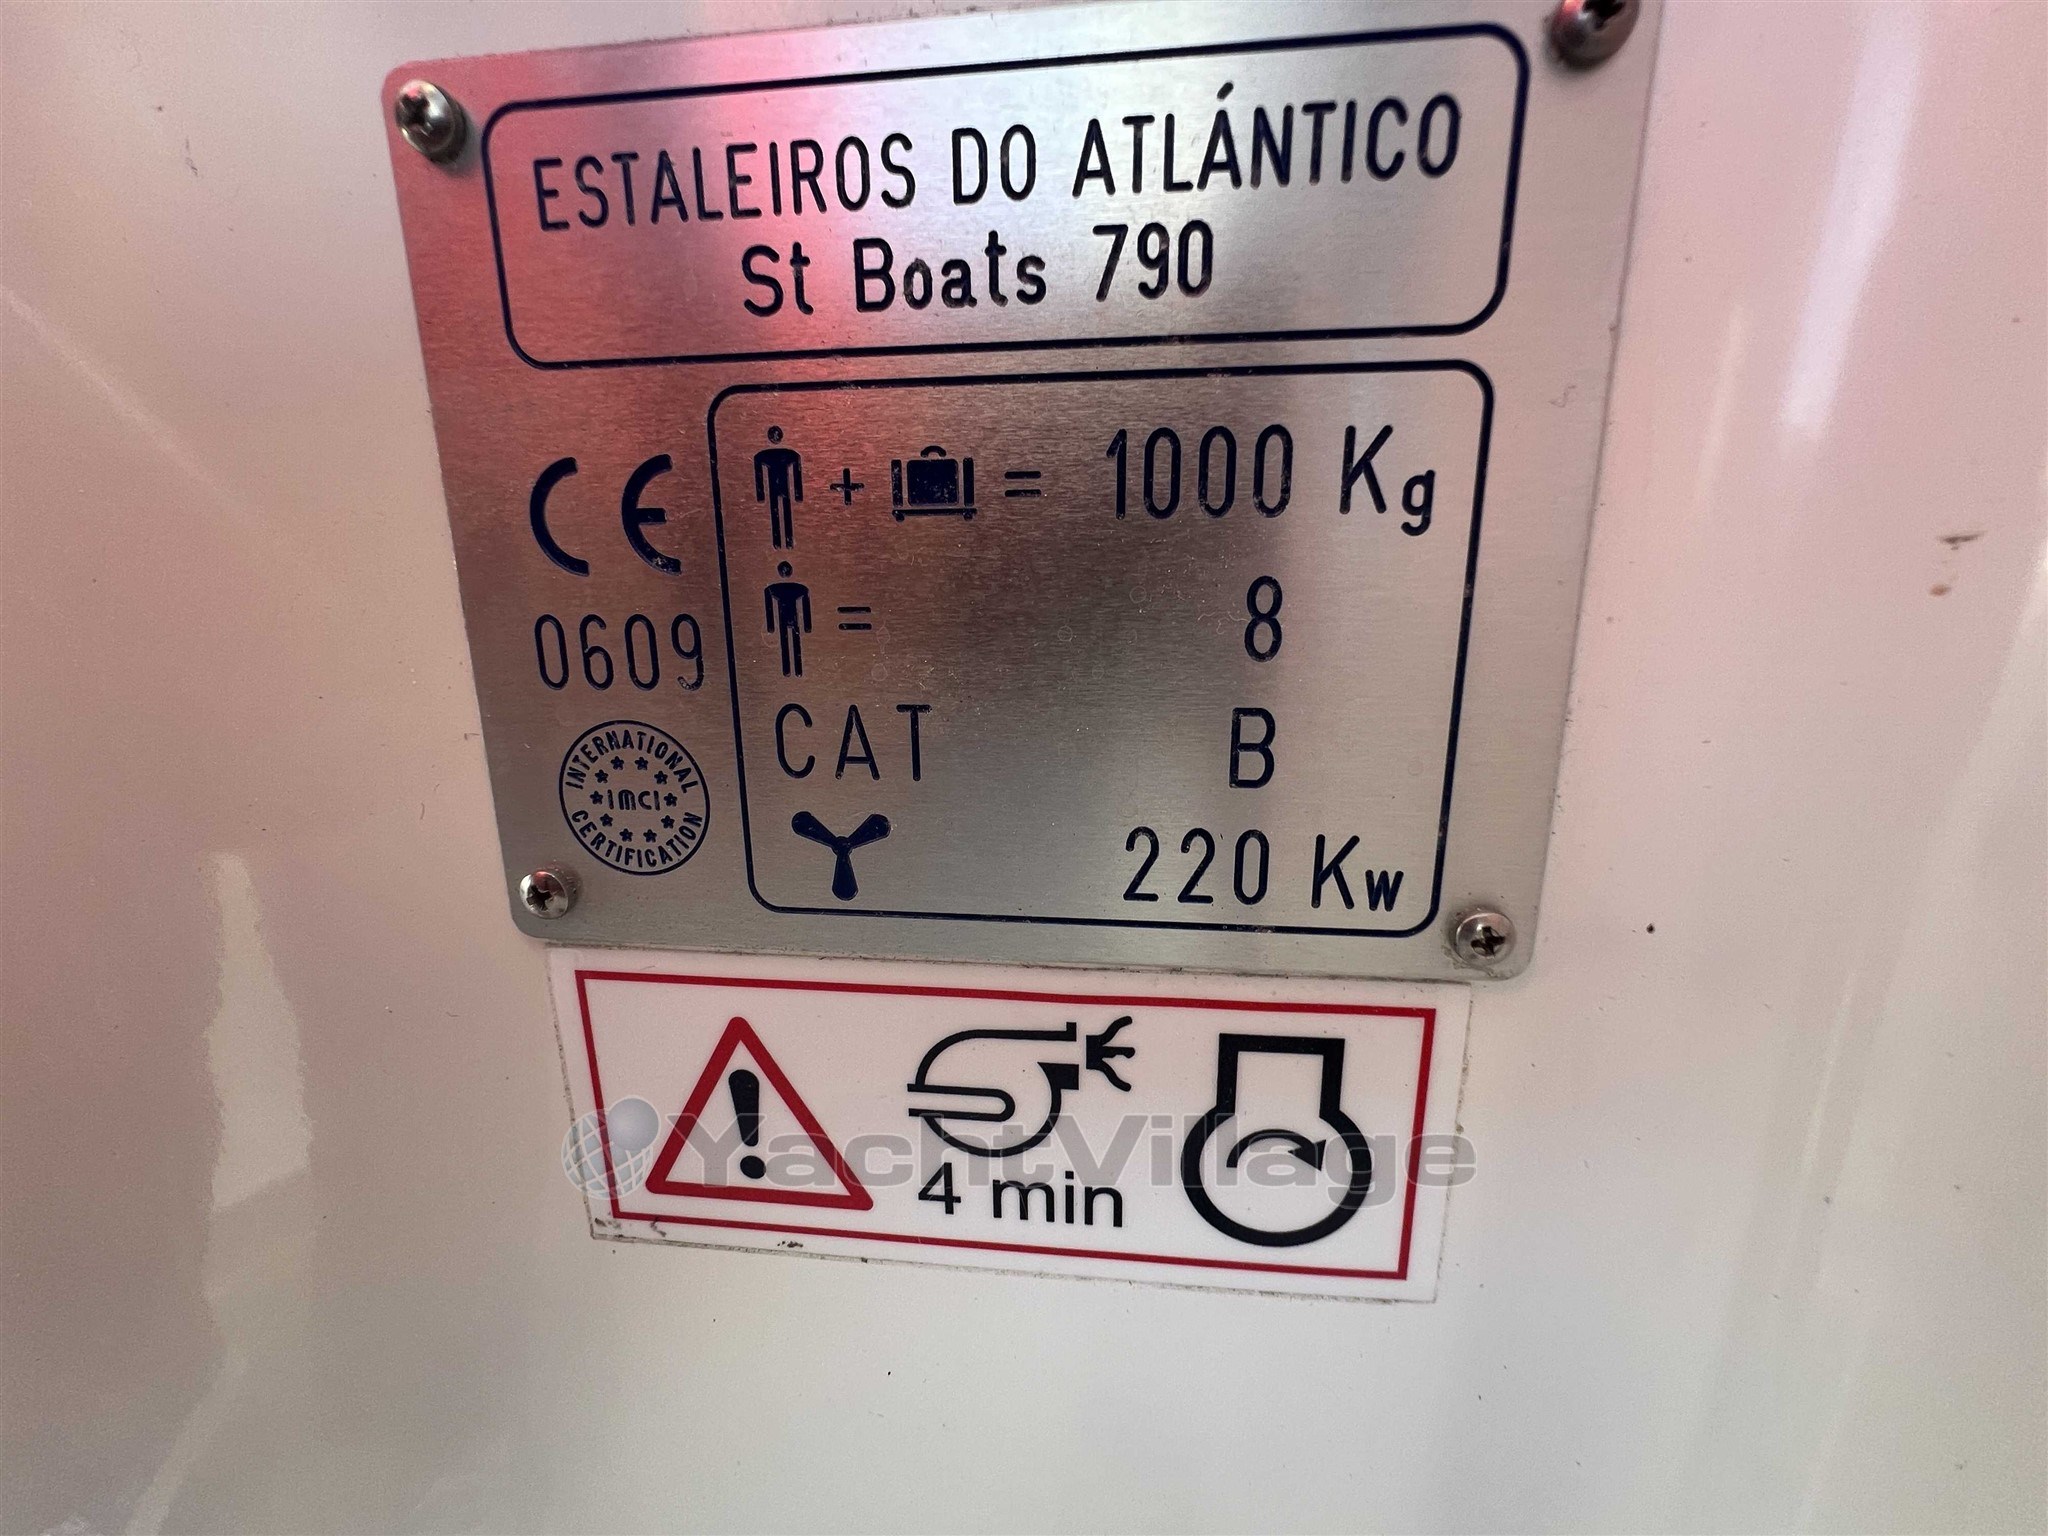 ESTALEIROS DO ATLÁNTICO
St Boats 790
CE
0609
INTERNATIONAL
imci
CERTIFICATION
+ = 1000 Kg
= 8
CAT B
220 Kw
4 min
YachtVillage